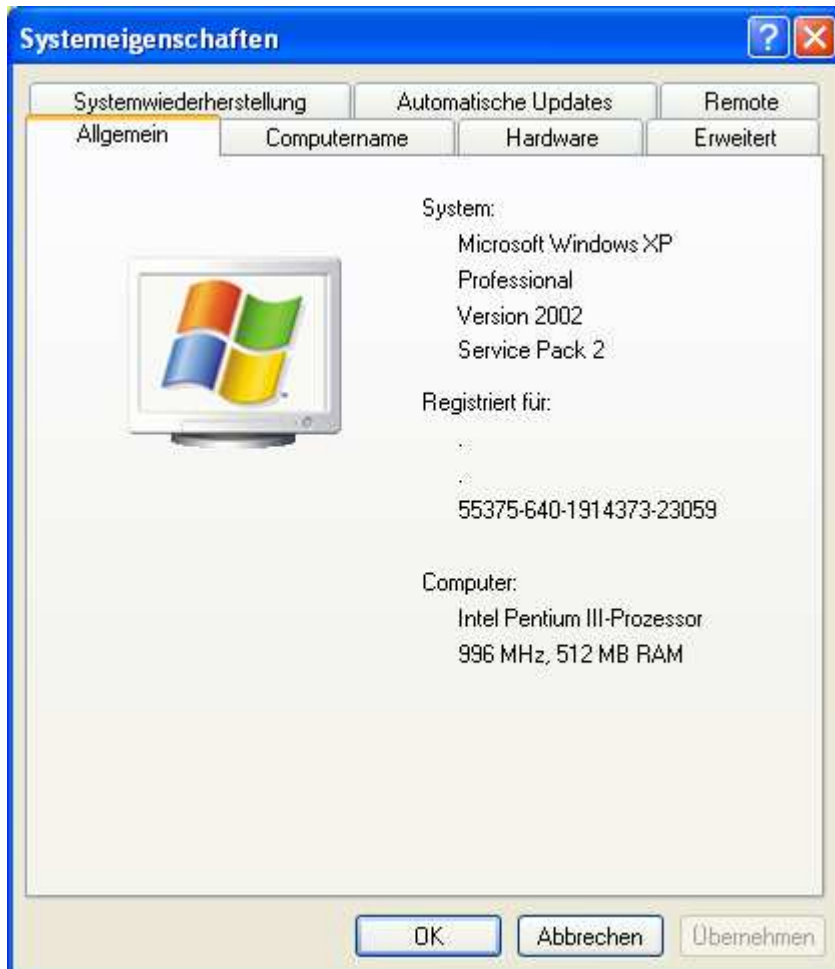 Systemeigenschaften
Systemwiederherstellung Automatische Updates Remote
Allgemein Computername Hardware Erweitert
System:
Microsoft Windows XP
Professional
Version 2002
Service Pack 2
Registriert für:
.
.
55375-640-1914373-23059
Computer:
Intel Pentium III-Prozessor
996 MHz, 512 MB RAM
OK Abbrechen Übernehmen